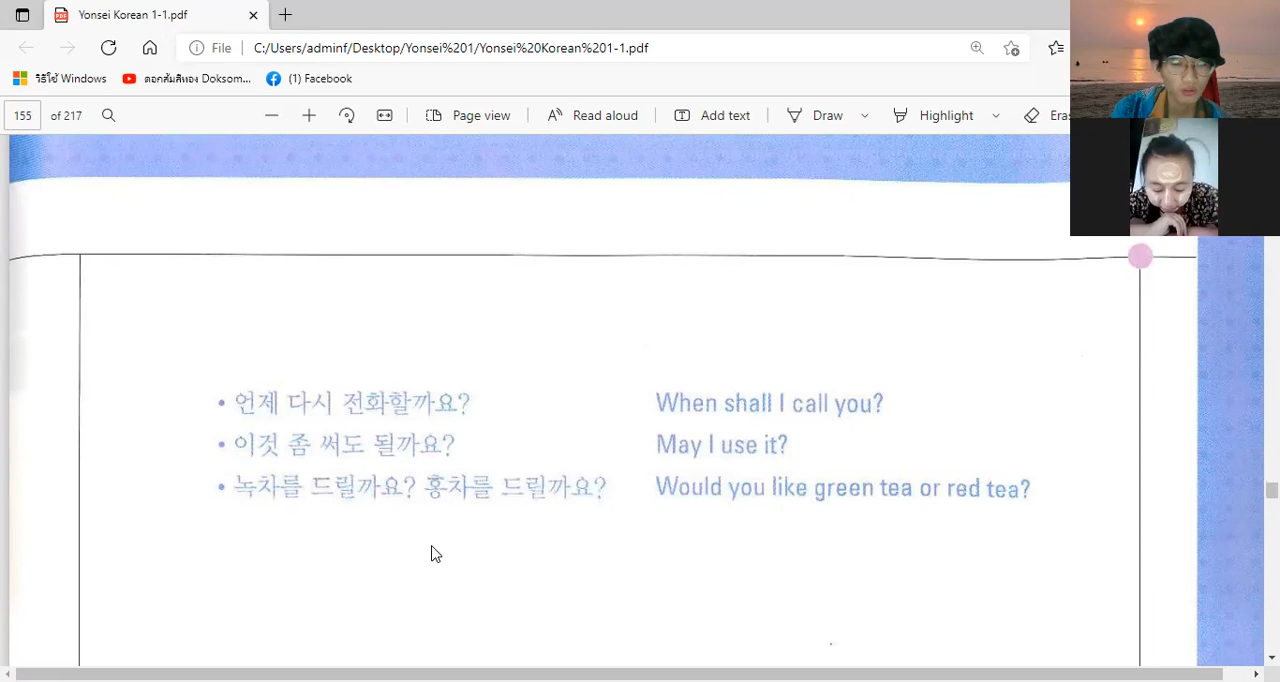 Yonsei Korean 1-1.pdf
File C:/Users/adminf/Desktop/Yonsei%201/Yonsei%20Korean%201-1.pdf
วิธีใช้ Windows ดอกส้มสีทอง Doksom... (1) Facebook
155 of 217 Page view Read aloud Add text Draw Highlight Era
• 언제 다시 전화할까요? When shall I call you?
• 이것 좀 써도 될까요? May I use it?
• 녹차를 드릴까요? 홍차를 드릴까요? Would you like green tea or red tea?